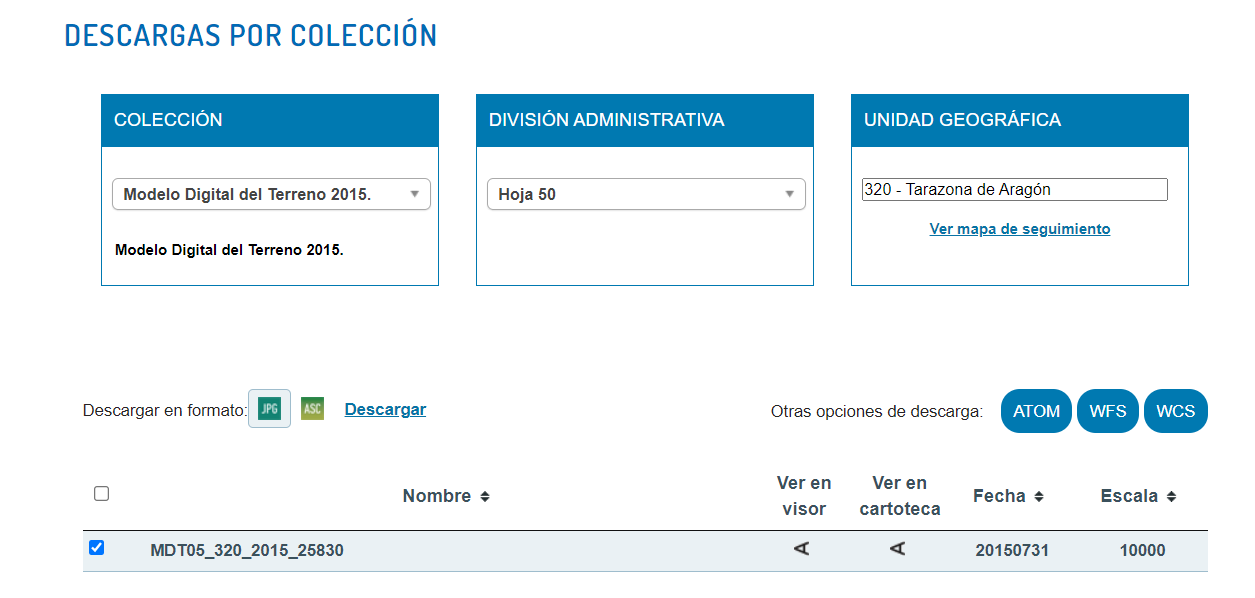 DESCARGAS POR COLECCIÓN
COLECCIÓN
Modelo Digital del Terreno 2015.
Modelo Digital del Terreno 2015.
DIVISIÓN ADMINISTRATIVA
Hoja 50
UNIDAD GEOGRÁFICA
320 - Tarazona de Aragón
Ver mapa de seguimiento
Descargar en formato: JPG ASC Descargar
Otras opciones de descarga: ATOM WFS WCS
Nombre Ver en visor Ver en cartoteca Fecha Escala
MDT05_320_2015_25830 20150731 10000